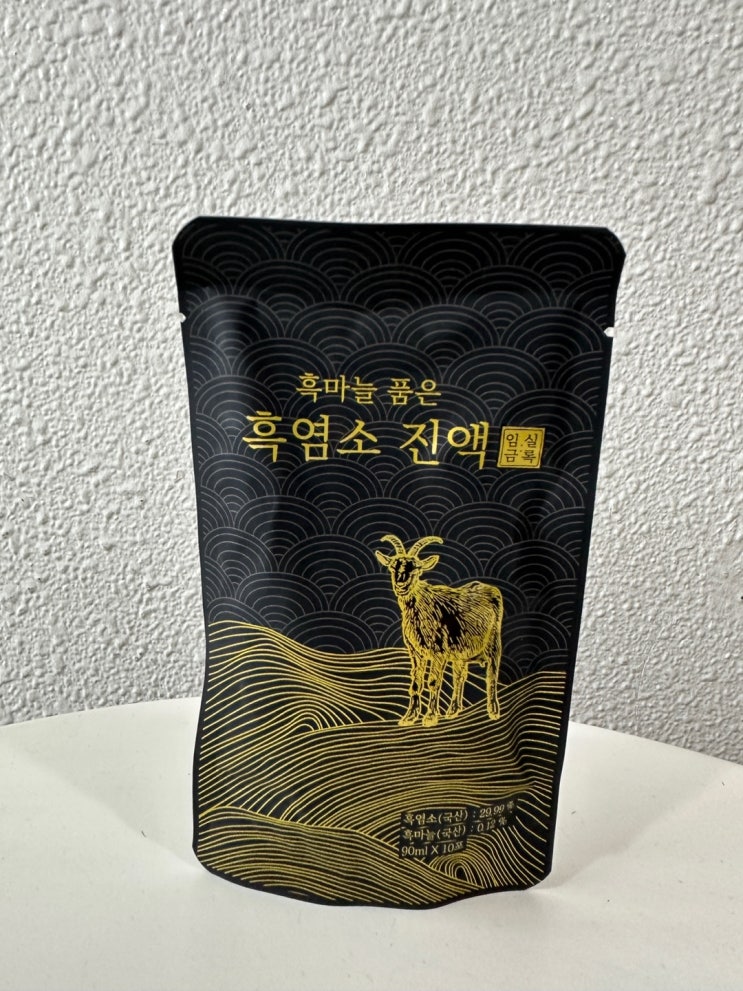 흑마늘 품은
흑염소 진액
임실
금록
흑염소(국산) : 29.99 %
흑마늘(국산) : 0.12 %
90ml X 10포